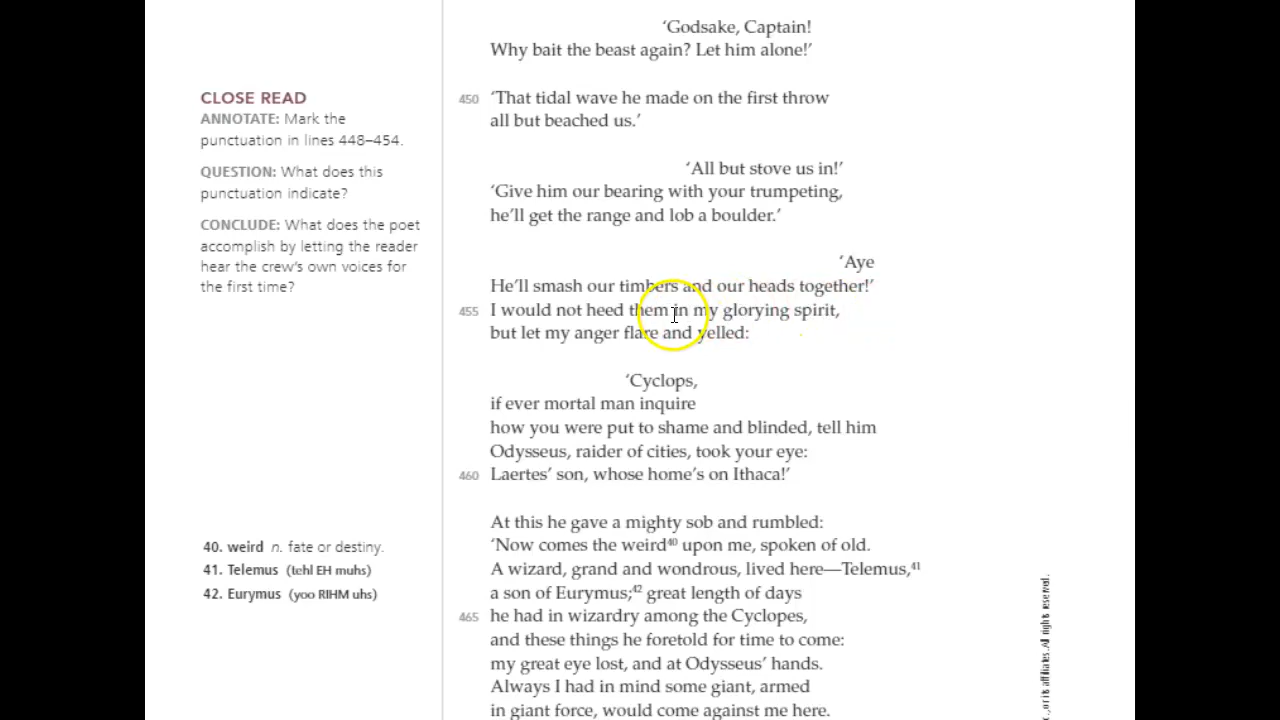 ‘Godsake, Captain!
Why bait the beast again? Let him alone!’
CLOSE READ
ANNOTATE: Mark the
punctuation in lines 448–454.
QUESTION: What does this
punctuation indicate?
CONCLUDE: What does the poet
accomplish by letting the reader
hear the crew’s own voices for
the first time?
450 ‘That tidal wave he made on the first throw
all but beached us.’
‘All but stove us in!’
‘Give him our bearing with your trumpeting,
he’ll get the range and lob a boulder.’
‘Aye
He’ll smash our timbers and our heads together!’
455 I would not heed them in my glorying spirit,
but let my anger flare and yelled:
‘Cyclops,
if ever mortal man inquire
how you were put to shame and blinded, tell him
Odysseus, raider of cities, took your eye:
460 Laertes’ son, whose home’s on Ithaca!’
At this he gave a mighty sob and rumbled:
‘Now comes the weird⁴⁰ upon me, spoken of old.
A wizard, grand and wondrous, lived here—Telemus,⁴¹
a son of Eurymus;⁴² great length of days
465 he had in wizardry among the Cyclopes,
and these things he foretold for time to come:
my great eye lost, and at Odysseus’ hands.
Always I had in mind some giant, armed
in giant force, would come against me here.
40. weird n. fate or destiny.
41. Telemus (tehl EH muhs)
42. Eurymus (yoo RIHM uhs)
or its affiliates. All rights reserved.